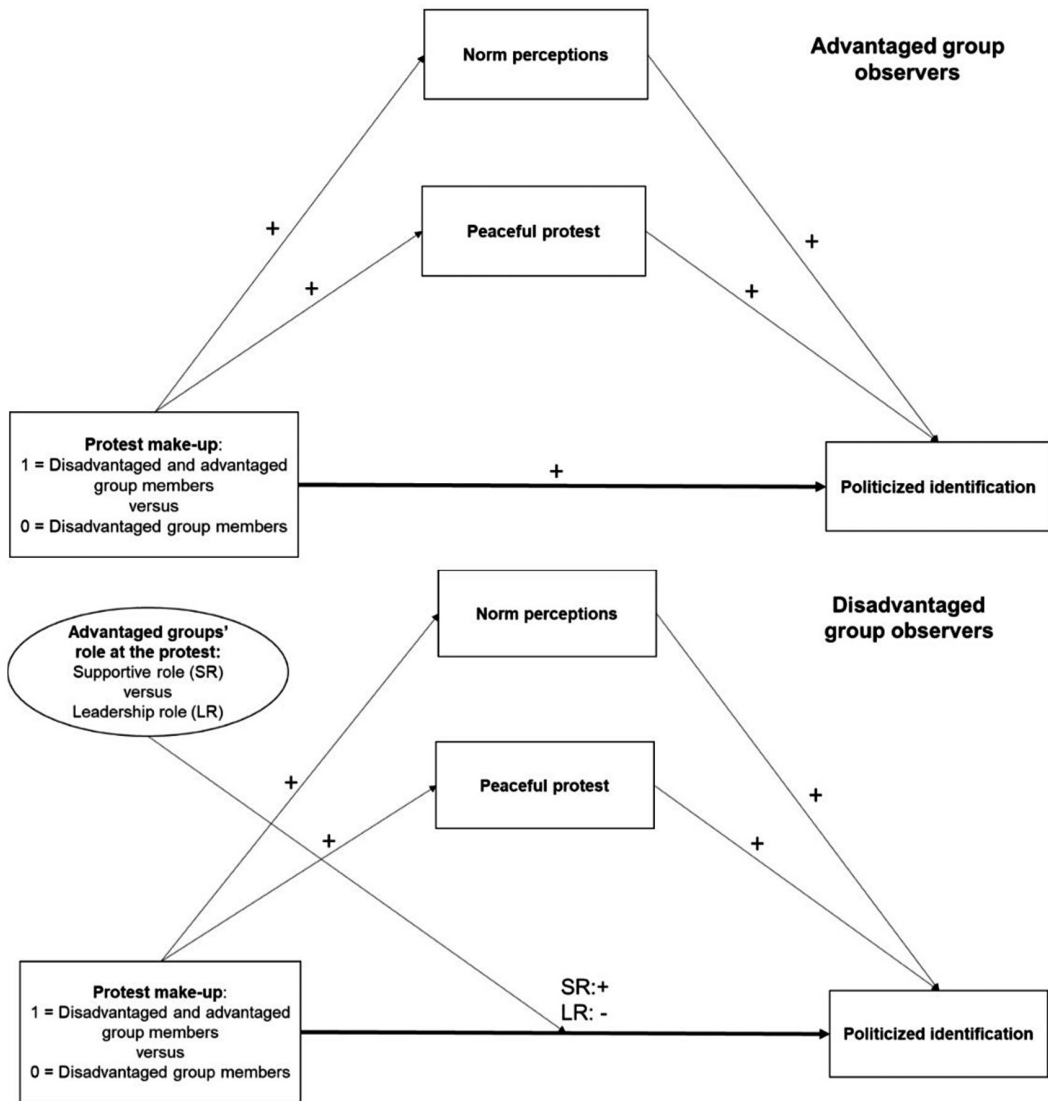 Norm perceptions
Advantaged group
observers
+
+
Peaceful protest
+
+
Protest make-up:
1 = Disadvantaged and advantaged
group members
versus
0 = Disadvantaged group members
+
Politicized identification
Norm perceptions
Disadvantaged
group observers
Advantaged groups'
role at the protest:
Supportive role (SR)
versus
Leadership role (LR)
+
+
Peaceful protest
+
+
Protest make-up:
1 = Disadvantaged and advantaged
group members
versus
0 = Disadvantaged group members
SR:+
LR: -
Politicized identification